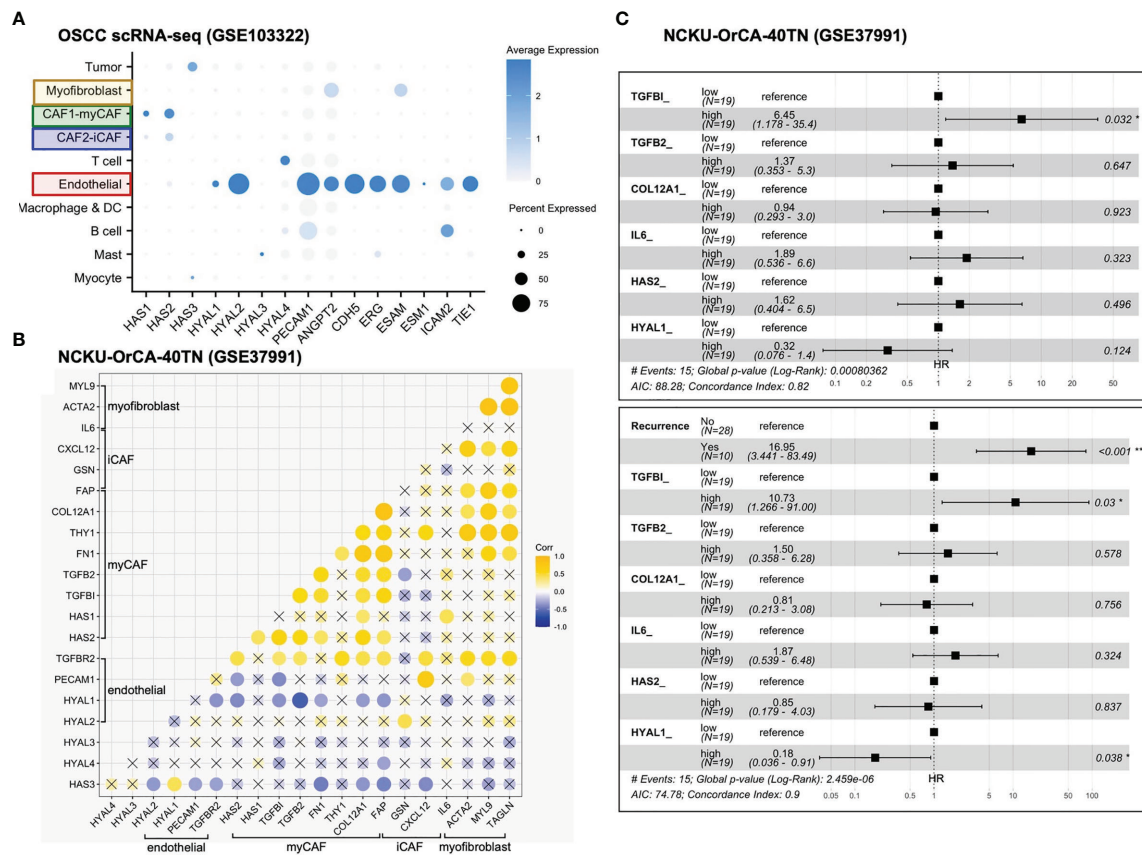 A
OSCC scRNA-seq (GSE103322)
Tumor
Myofibroblast
CAF1-myCAF
CAF2-iCAF
T cell
Endothelial
Macrophage & DC
B cell
Mast
Myocyte
HAS1
HAS2
HAS3
HYAL1
HYAL2
HYAL3
HYAL4
PECAM1
ANGPT2
CDH5
ERG
ESAM
ESM1
ICAM2
TIE1
Average Expression
2
1
0
Percent Expressed
0
25
50
75
B
NCKU-OrCA-40TN (GSE37991)
MYL9
ACTA2
IL6
CXCL12
GSN
FAP
COL12A1
THY1
FN1
TGFB2
TGFBI
HAS1
HAS2
TGFBR2
PECAM1
HYAL1
HYAL2
HYAL3
HYAL4
HAS3
myofibroblast
iCAF
myCAF
endothelial
Corr
1.0
0.5
0.0
-0.5
-1.0
HYAL4
HYAL3
HYAL2
HYAL1
PECAM1
TGFBR2
HAS2
HAS1
TGFBI
TGFB2
FN1
THY1
COL12A1
FAP
GSN
CXCL12
IL6
ACTA2
MYL9
TAGLN
endothelial
myCAF
iCAF
myofibroblast
C
NCKU-OrCA-40TN (GSE37991)
TGFBI_ low (N=19) reference
high (N=19) 6.45 (1.178 - 35.4) 0.032 *
TGFB2_ low (N=19) reference
high (N=19) 1.37 (0.353 - 5.3) 0.647
COL12A1_ low (N=19) reference
high (N=19) 0.94 (0.293 - 3.0) 0.923
IL6_ low (N=19) reference
high (N=19) 1.89 (0.536 - 6.6) 0.323
HAS2_ low (N=19) reference
high (N=19) 1.62 (0.404 - 6.5) 0.496
HYAL1_ low (N=19) reference
high (N=19) 0.32 (0.076 - 1.4) 0.124
HR
# Events: 15; Global p-value (Log-Rank): 0.00080362
AIC: 88.28; Concordance Index: 0.82
0.1 0.2 0.5 1 2 5 10 20 50
Recurrence No (N=28) reference
Yes (N=10) 16.95 (3.441 - 83.49) <0.001 **
TGFBI_ low (N=19) reference
high (N=19) 10.73 (1.266 - 91.00) 0.03 *
TGFB2_ low (N=19) reference
high (N=19) 1.50 (0.358 - 6.28) 0.578
COL12A1_ low (N=19) reference
high (N=19) 0.81 (0.213 - 3.08) 0.756
IL6_ low (N=19) reference
high (N=19) 1.87 (0.539 - 6.48) 0.324
HAS2_ low (N=19) reference
high (N=19) 0.85 (0.179 - 4.03) 0.837
HYAL1_ low (N=19) reference
high (N=19) 0.18 (0.036 - 0.91) 0.038 *
HR
# Events: 15; Global p-value (Log-Rank): 2.459e-06
AIC: 74.78; Concordance Index: 0.9
0.05 0.1 0.5 1 5 10 50 100